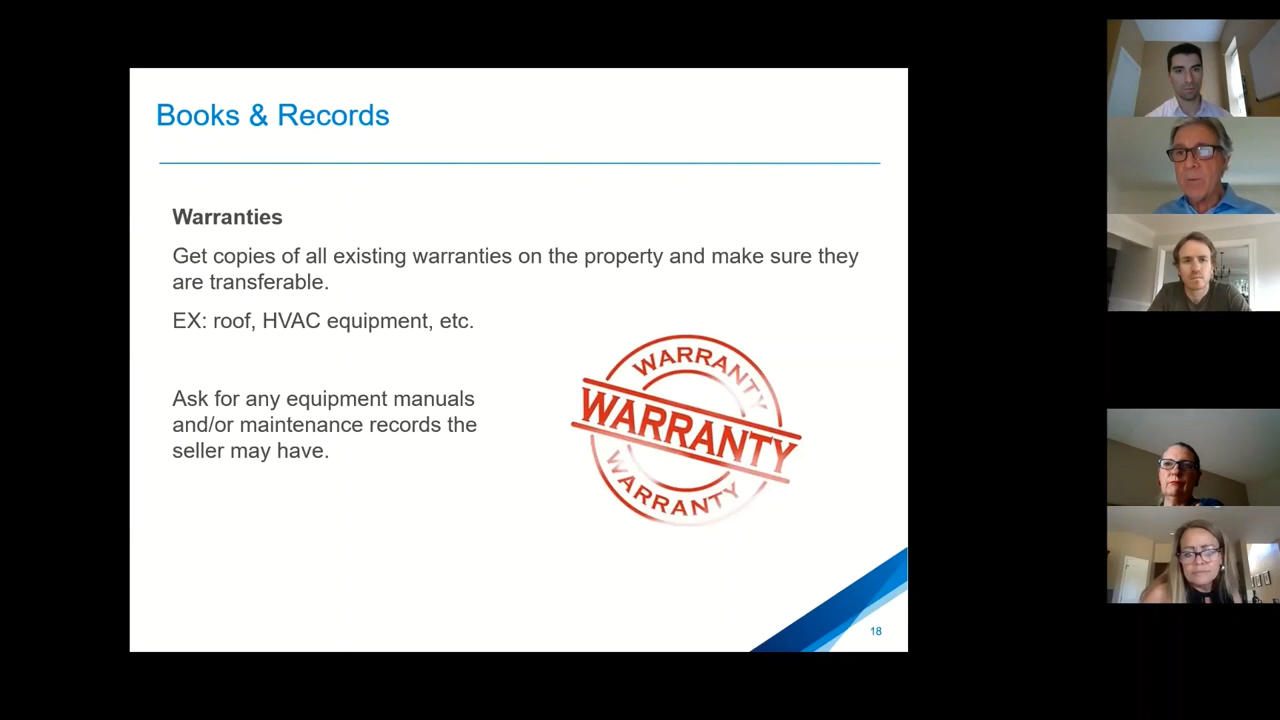 Books & Records
Warranties
Get copies of all existing warranties on the property and make sure they
are transferable.
EX: roof, HVAC equipment, etc.
Ask for any equipment manuals
and/or maintenance records the
seller may have.
WARRANTY
WARRANTY
WARRANTY
18